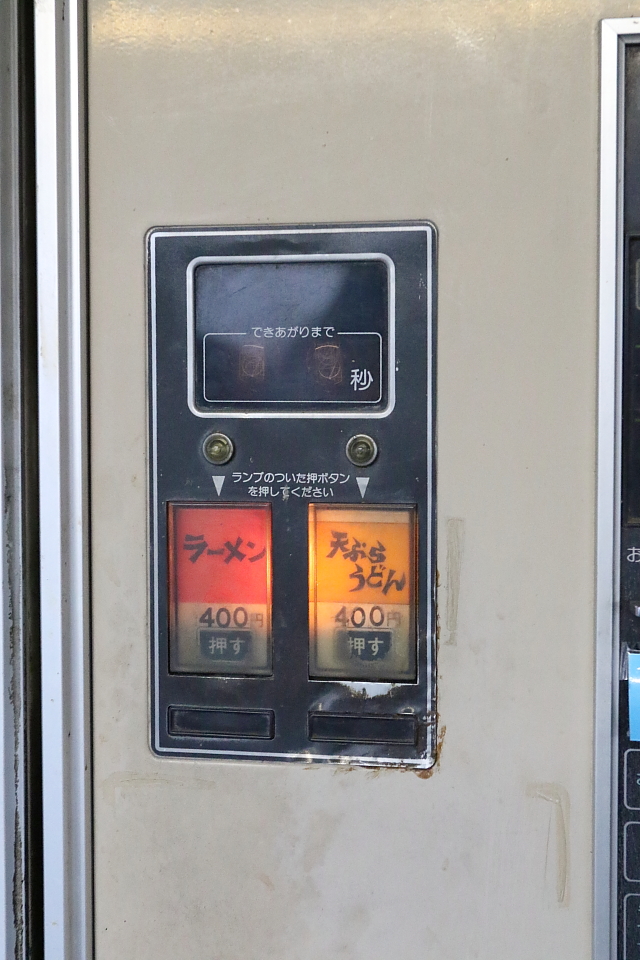 できあがりまで
秒
ランプのついた押ボタン
を押してください
ラーメン
400円
押す
天ぷら
うどん
400円
押す
お